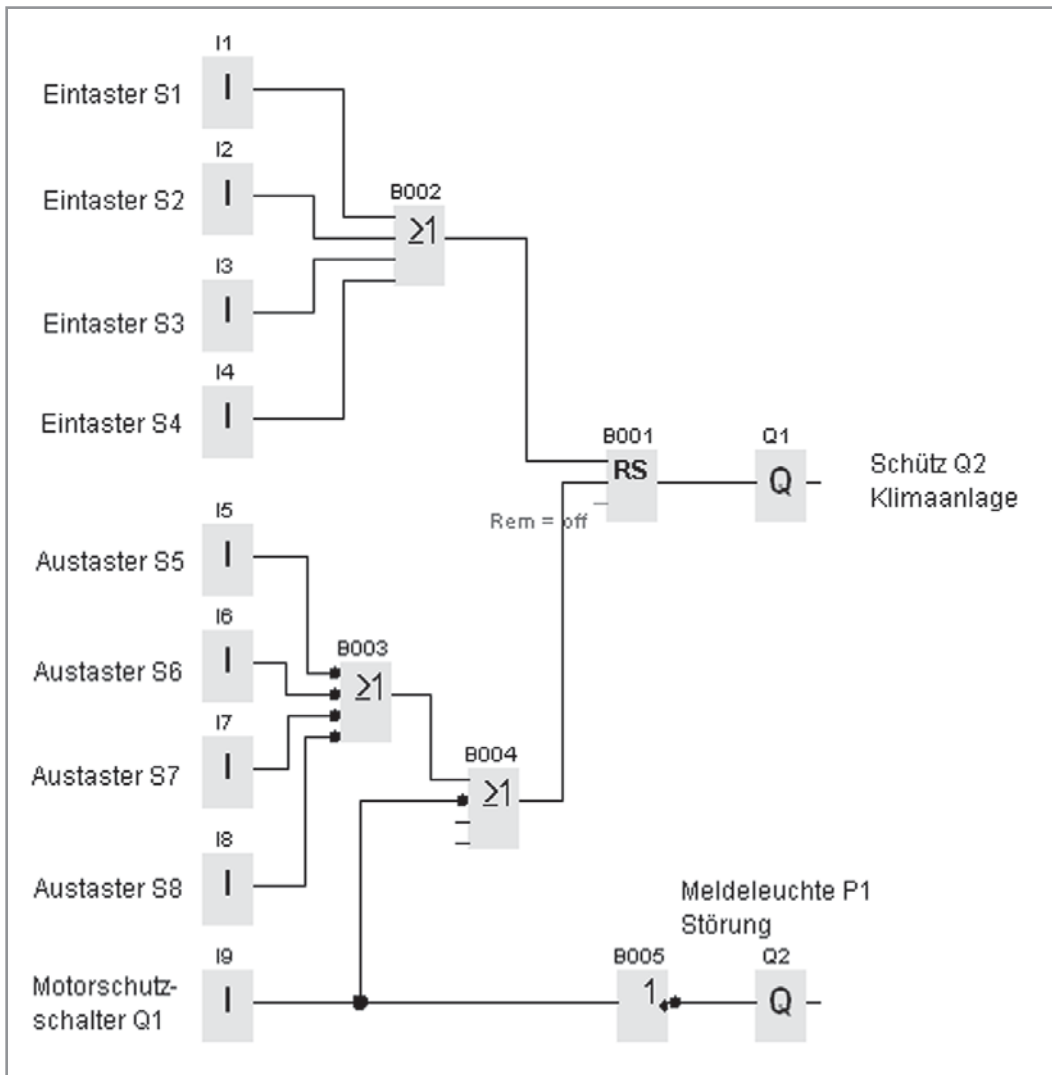 I1
Eintaster S1
I
I2
Eintaster S2
I
B002
≥1
I3
Eintaster S3
I
I4
Eintaster S4
I
B001
RS
Rem = off
Q1
Q
Schütz Q2
Klimaanlage
I5
Austaster S5
I
I6
Austaster S6
I
B003
≥1
I7
Austaster S7
I
B004
≥1
I8
Austaster S8
I
Meldeleuchte P1
Störung
I9
Motorschutz-
schalter Q1
I
B005
1
Q2
Q